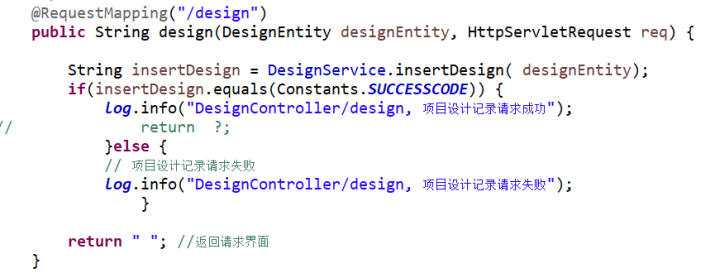 @RequestMapping("/design")
public String design(DesignEntity designEntity, HttpServletRequest req) {
String insertDesign = DesignService.insertDesign( designEntity);
if(insertDesign.equals(Constants.SUCCESSCODE)) {
log.info("DesignController/design, 项目设计记录请求成功");
// return ?;
}else {
// 项目设计记录请求失败
log.info("DesignController/design, 项目设计记录请求失败");
}
return " "; //返回请求界面
}